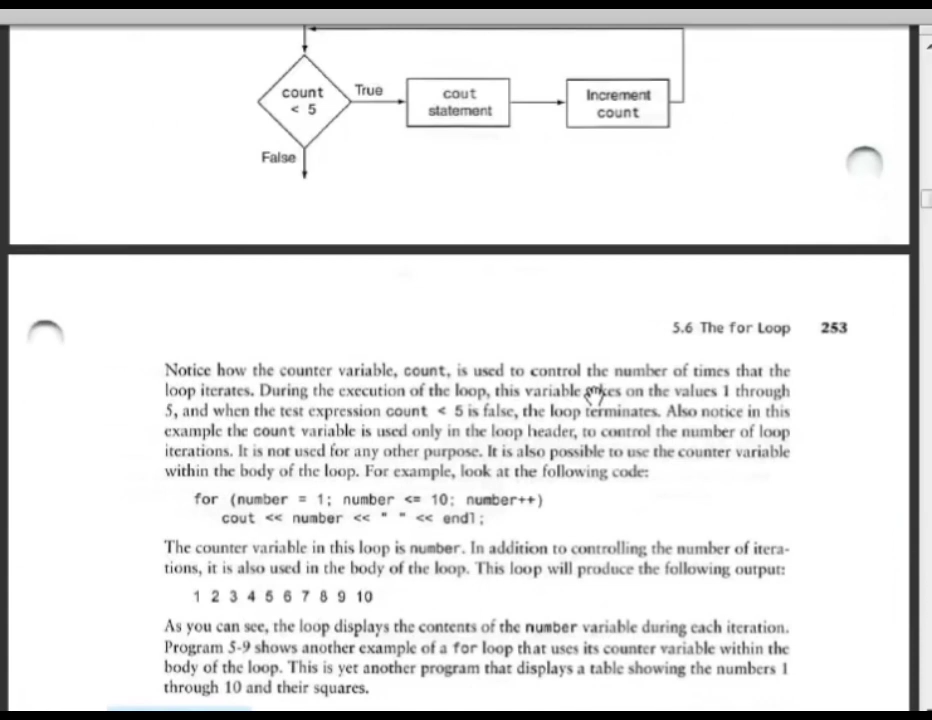 count
< 5
True
cout
statement
Increment
count
False
5.6 The for Loop 253
Notice how the counter variable, count, is used to control the number of times that the
loop iterates. During the execution of the loop, this variable on the values 1 through
5, and when the test expression count < 5 is false, the loop terminates. Also notice in this
example the count variable is used only in the loop header, to control the number of loop
iterations. It is not used for any other purpose. It is also possible to use the counter variable
within the body of the loop. For example, look at the following code:
for (number = 1; number <= 10; number++)
cout << number << " " << endl;
The counter variable in this loop is number. In addition to controlling the number of itera-
tions, it is also used in the body of the loop. This loop will produce the following output:
1 2 3 4 5 6 7 8 9 10
As you can see, the loop displays the contents of the number variable during each iteration.
Program 5-9 shows another example of a for loop that uses its counter variable within the
body of the loop. This is yet another program that displays a table showing the numbers 1
through 10 and their squares.